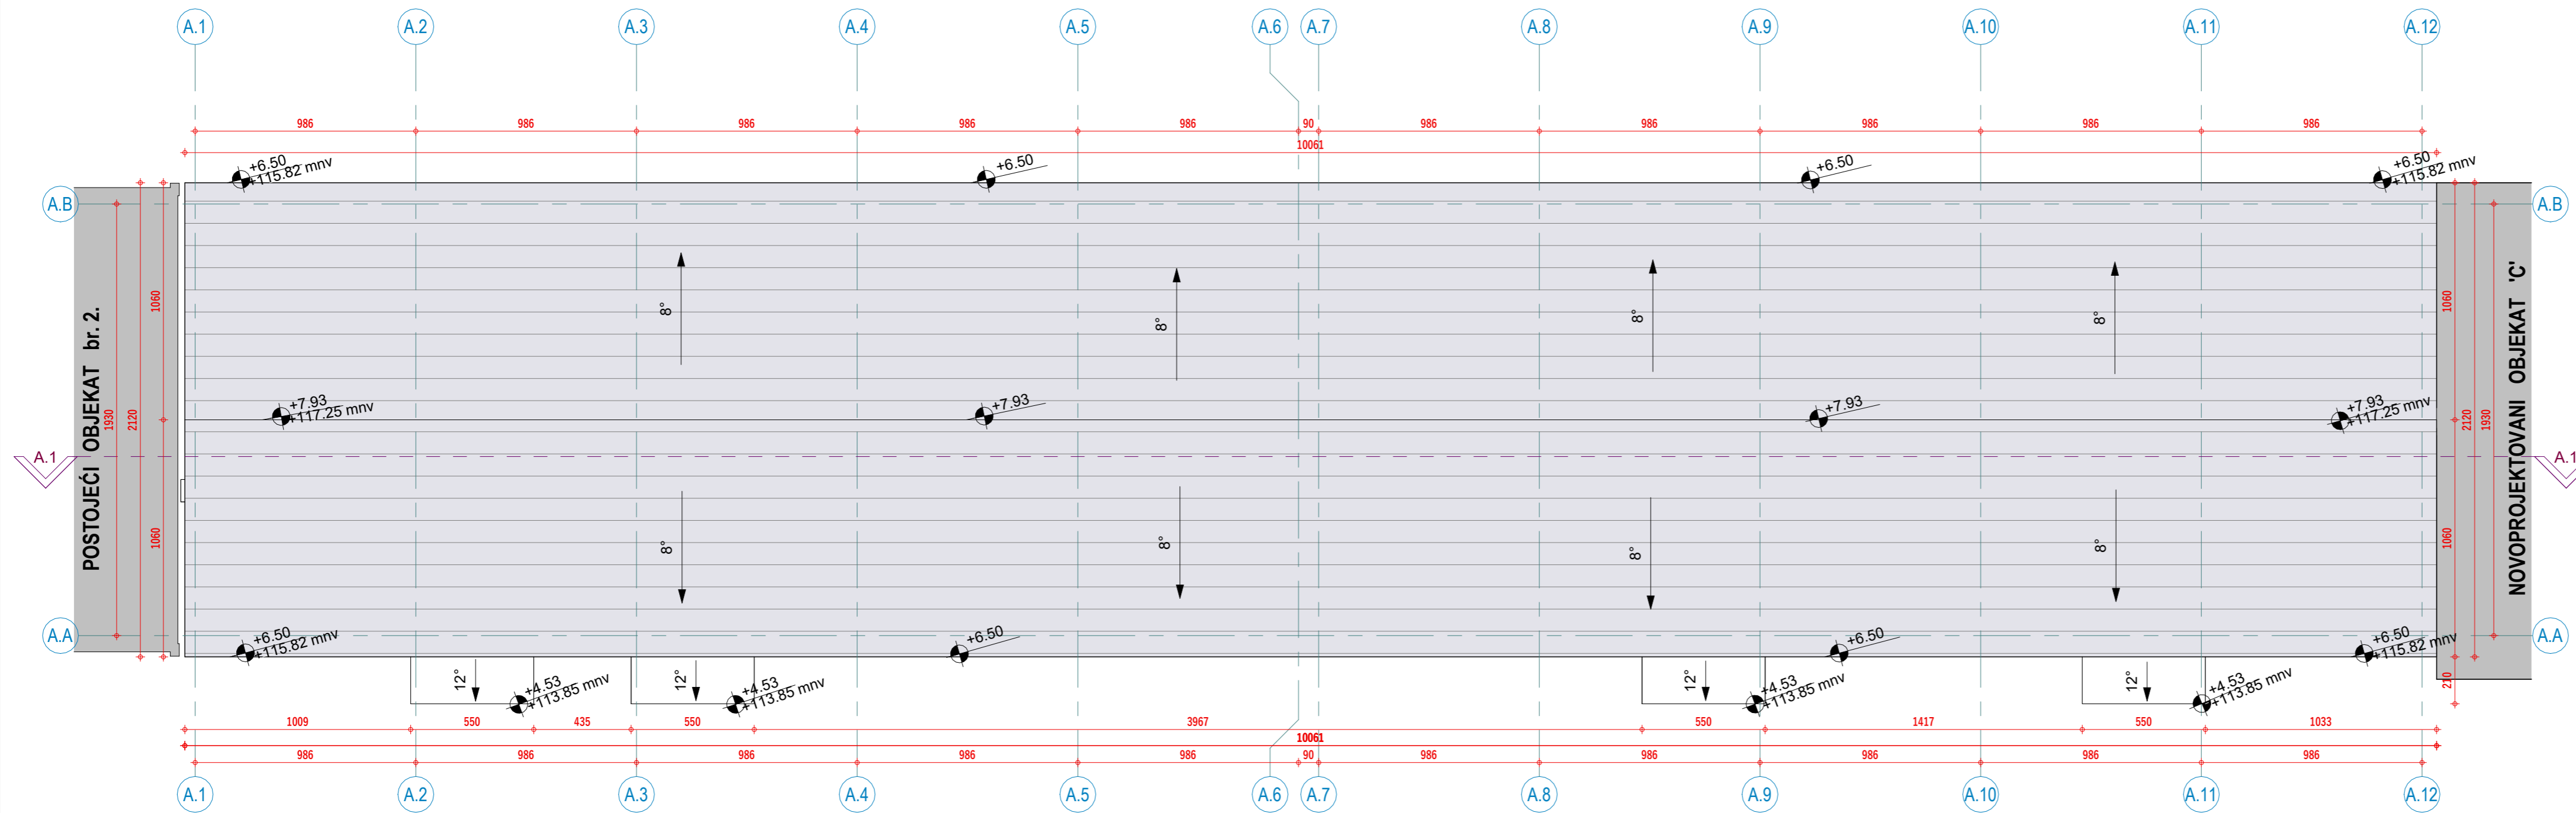 A.1 A.2 A.3 A.4 A.5 A.6 A.7 A.8 A.9 A.10 A.11 A.12
986 986 986 986 986 90 986 986 986 986 986
10061
+6.50
+115.82 mnv
+6.50
+6.50
+6.50
+115.82 mnv
A.B
A.B
POSTOJEĆI OBJEKAT br. 2.
1930
2120
1060
1060
8°
8°
8°
8°
+7.93
+117.25 mnv
+7.93
+7.93
+7.93
+117.25 mnv
A.1
A.1
8°
8°
8°
8°
1060
1060
210
2120
1930
NOVOPROJEKTOVANI OBJEKAT 'C'
A.A
A.A
+6.50
+115.82 mnv
+6.50
+6.50
+6.50
+115.82 mnv
12°
+4.53
+113.85 mnv
12°
+4.53
+113.85 mnv
12°
+4.53
+113.85 mnv
12°
+4.53
+113.85 mnv
1009 550 435 550 3967 550 1417 550 1033
10061
986 986 986 986 986 90 986 986 986 986 986
A.1 A.2 A.3 A.4 A.5 A.6 A.7 A.8 A.9 A.10 A.11 A.12